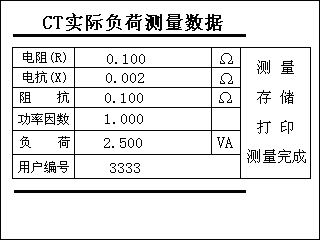 CT实际负荷测量数据
电阻(R) 0.100 Ω
电抗(X) 0.002 Ω
阻 抗 0.100 Ω
功率因数 1.000
负 荷 2.500 VA
用户编号 3333
测 量
存 储
打 印
测量完成